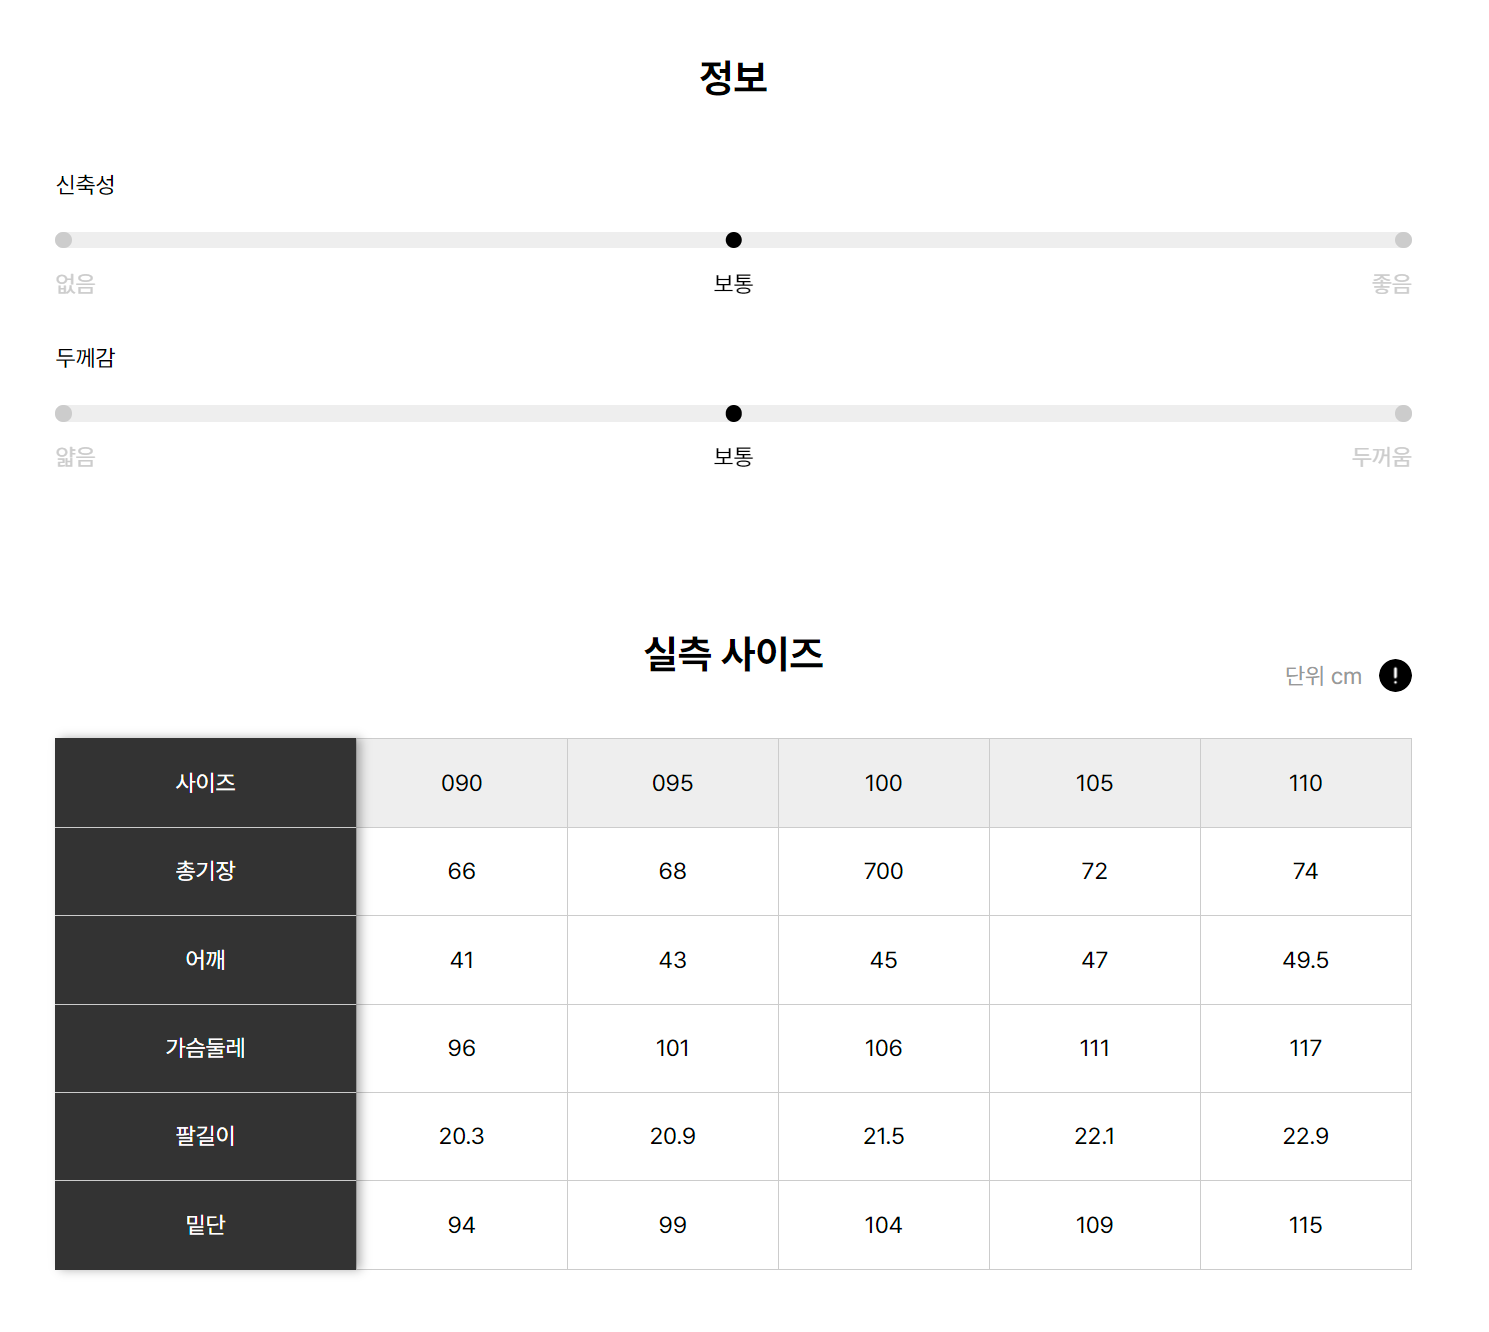 정보
신축성
없음 보통 좋음
두께감
얇음 보통 두꺼움
실측 사이즈
단위 cm !
사이즈 090 095 100 105 110
총기장 66 68 700 72 74
어깨 41 43 45 47 49.5
가슴둘레 96 101 106 111 117
팔길이 20.3 20.9 21.5 22.1 22.9
밑단 94 99 104 109 115